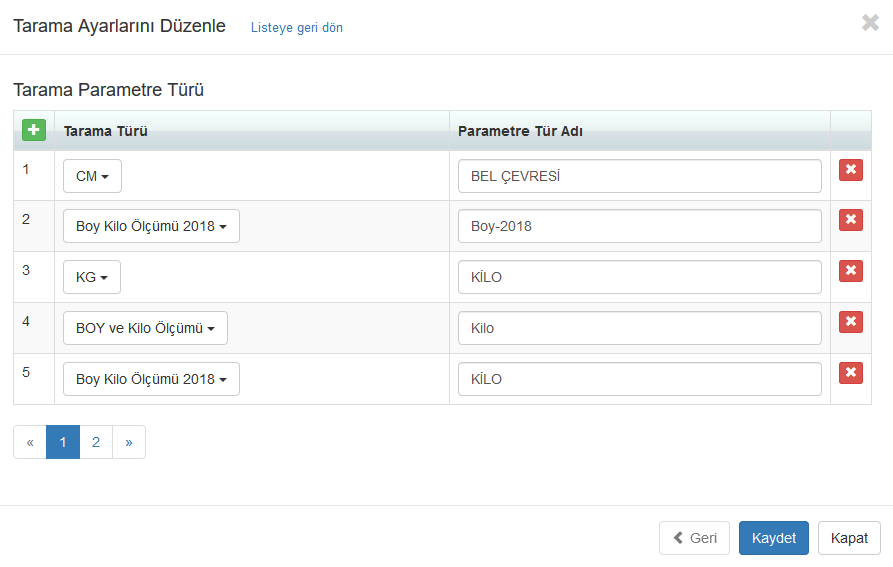 Tarama Ayarlarını Düzenle Listeye geri dön
Tarama Parametre Türü
Tarama Türü Parametre Tür Adı
1 CM BEL ÇEVRESİ
2 Boy Kilo Ölçümü 2018 Boy-2018
3 KG KİLO
4 BOY ve Kilo Ölçümü Kilo
5 Boy Kilo Ölçümü 2018 KİLO
« 1 2 »
Geri Kaydet Kapat